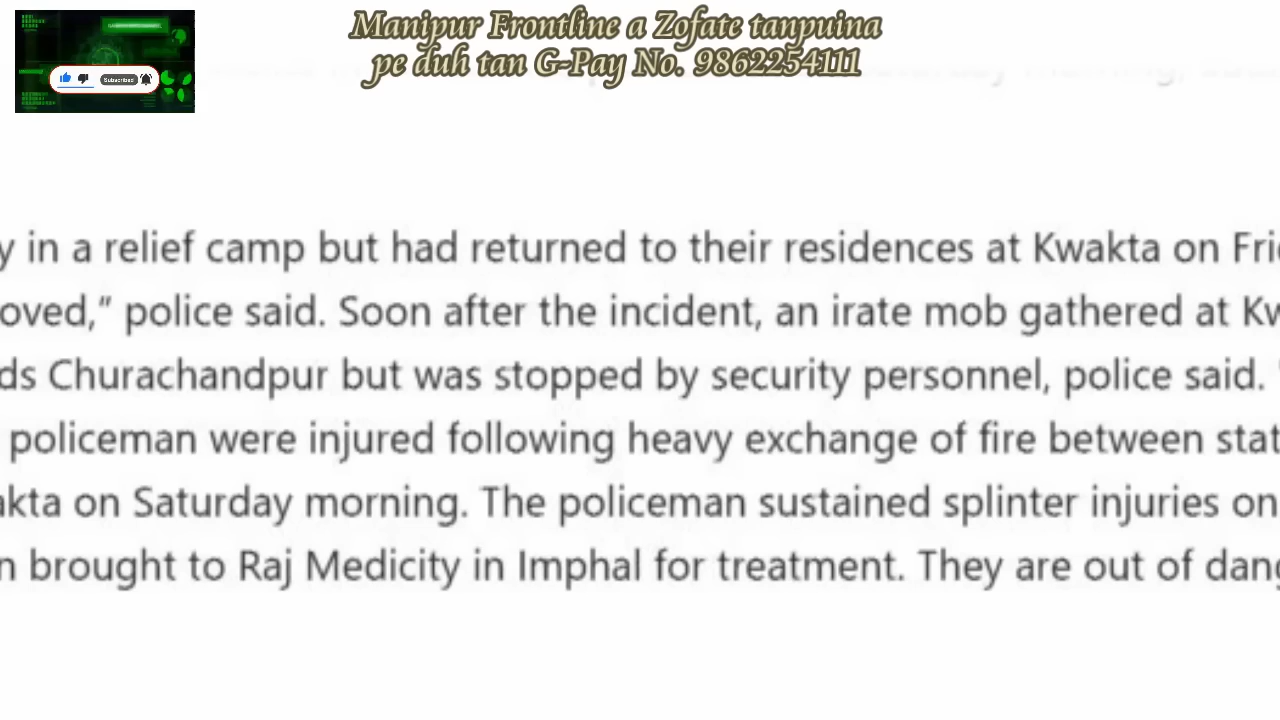 Manipur Frontline a Zofate tanpuina
pe duh tan G-Pay No. 9862254111
Subscribed
y in a relief camp but had returned to their residences at Kwakta on Fri
oved,” police said. Soon after the incident, an irate mob gathered at Kw
ds Churachandpur but was stopped by security personnel, police said.
policeman were injured following heavy exchange of fire between stat
akta on Saturday morning. The policeman sustained splinter injuries on
n brought to Raj Medicity in Imphal for treatment. They are out of dang